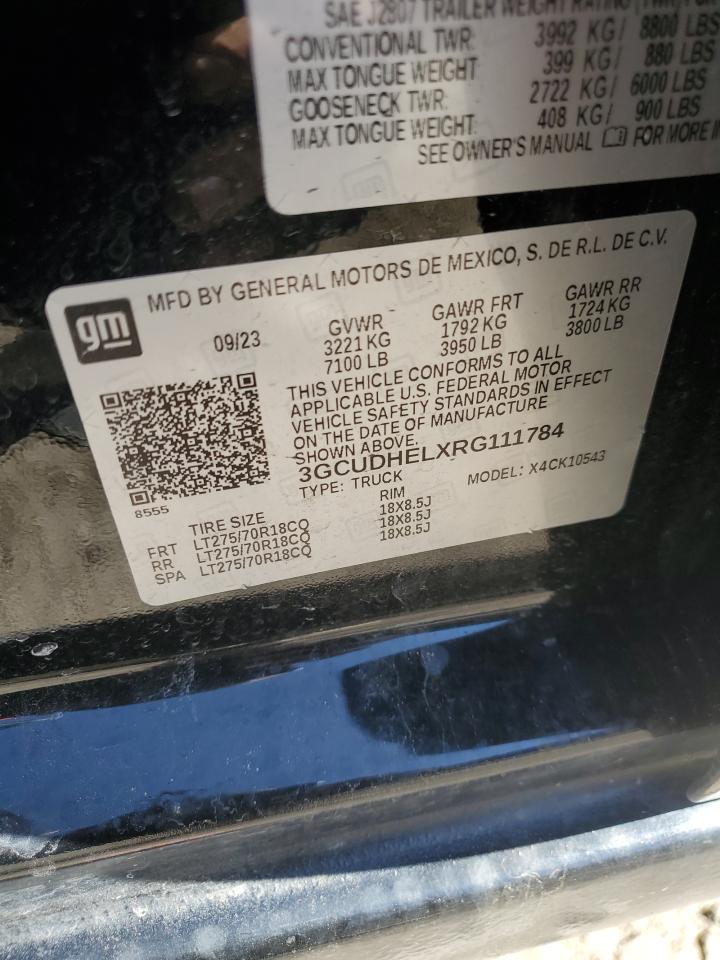 SAE J2807 TRAILER WEIGHT RATING (TWR)
CONVENTIONAL TWR: 3992 KG/ 8800 LBS
MAX TONGUE WEIGHT: 399 KG/ 880 LBS
GOOSENECK TWR: 2722 KG/ 6000 LBS
MAX TONGUE WEIGHT: 408 KG/ 900 LBS
SEE OWNER'S MANUAL FOR MORE
gm
MFD BY GENERAL MOTORS DE MEXICO, S. DE R.L. DE C.V.
09/23 GVWR GAWR FRT GAWR RR
3221 KG 1792 KG 1724 KG
7100 LB 3950 LB 3800 LB
THIS VEHICLE CONFORMS TO ALL
APPLICABLE U.S. FEDERAL MOTOR
VEHICLE SAFETY STANDARDS IN EFFECT
ON THE DATE OF MANUFACTURE
SHOWN ABOVE.
3GCUDHELXRG111784
TYPE: TRUCK MODEL: X4CK10543
8555
TIRE SIZE RIM
FRT LT275/70R18CQ 18X8.5J
RR LT275/70R18CQ 18X8.5J
SPA LT275/70R18CQ 18X8.5J